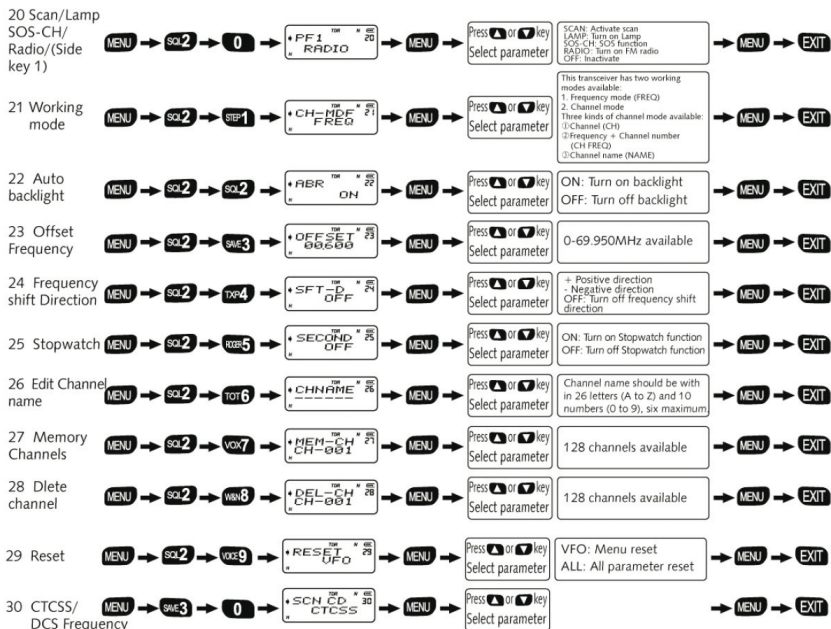 20 Scan/Lamp
SOS-CH/
Radio/(Side
key 1)
MENU SQL2 0 PF1 20 RADIO MENU Press or key Select parameter
SCAN: Activate scan
LAMP: Turn on Lamp
SOS-CH: SOS function
RADIO: Turn on FM radio
OFF: Inactivate
MENU EXIT
21 Working
mode
MENU SQL2 STEP1 CH-MDF 21 FREQ MENU Press or key Select parameter
This transceiver has two working
modes available:
1. Frequency mode (FREQ)
2. Channel mode
Three kinds of channel mode available:
①Channel (CH)
②Frequency + Channel number
(CH FREQ)
③Channel name (NAME)
MENU EXIT
22 Auto
backlight
MENU SQL2 SQL2 ABR 22 ON MENU Press or key Select parameter
ON: Turn on backlight
OFF: Turn off backlight
MENU EXIT
23 Offset
Frequency
MENU SQL2 SAVE3 OFFSET 23 00.600 MENU Press or key Select parameter
0-69.950MHz available
MENU EXIT
24 Frequency
shift Direction
MENU SQL2 TXP4 SFT-D 24 OFF MENU Press or key Select parameter
+ Positive direction
- Negative direction
OFF: Turn off frequency shift
direction
MENU EXIT
25 Stopwatch
MENU SQL2 ROGER5 SECOND 25 OFF MENU Press or key Select parameter
ON: Turn on Stopwatch function
OFF: Turn off Stopwatch function
MENU EXIT
26 Edit Channel
name
MENU SQL2 TOT6 CHNAME 26 ------ MENU Press or key Select parameter
Channel name should be with
in 26 letters (A to Z) and 10
numbers (0 to 9), six maximum.
MENU EXIT
27 Memory
Channels
MENU SQL2 VOX7 MEM-CH 27 CH-001 MENU Press or key Select parameter
128 channels available
MENU EXIT
28 Dlete
channel
MENU SQL2 W&N8 DEL-CH 28 CH-001 MENU Press or key Select parameter
128 channels available
MENU EXIT
29 Reset
MENU SQL2 VOICE9 RESET 29 VFO MENU Press or key Select parameter
VFO: Menu reset
ALL: All parameter reset
MENU EXIT
30 CTCSS/
DCS Frequency
MENU SAVE3 0 SCN CD 30 CTCSS MENU Press or key Select parameter
MENU EXIT